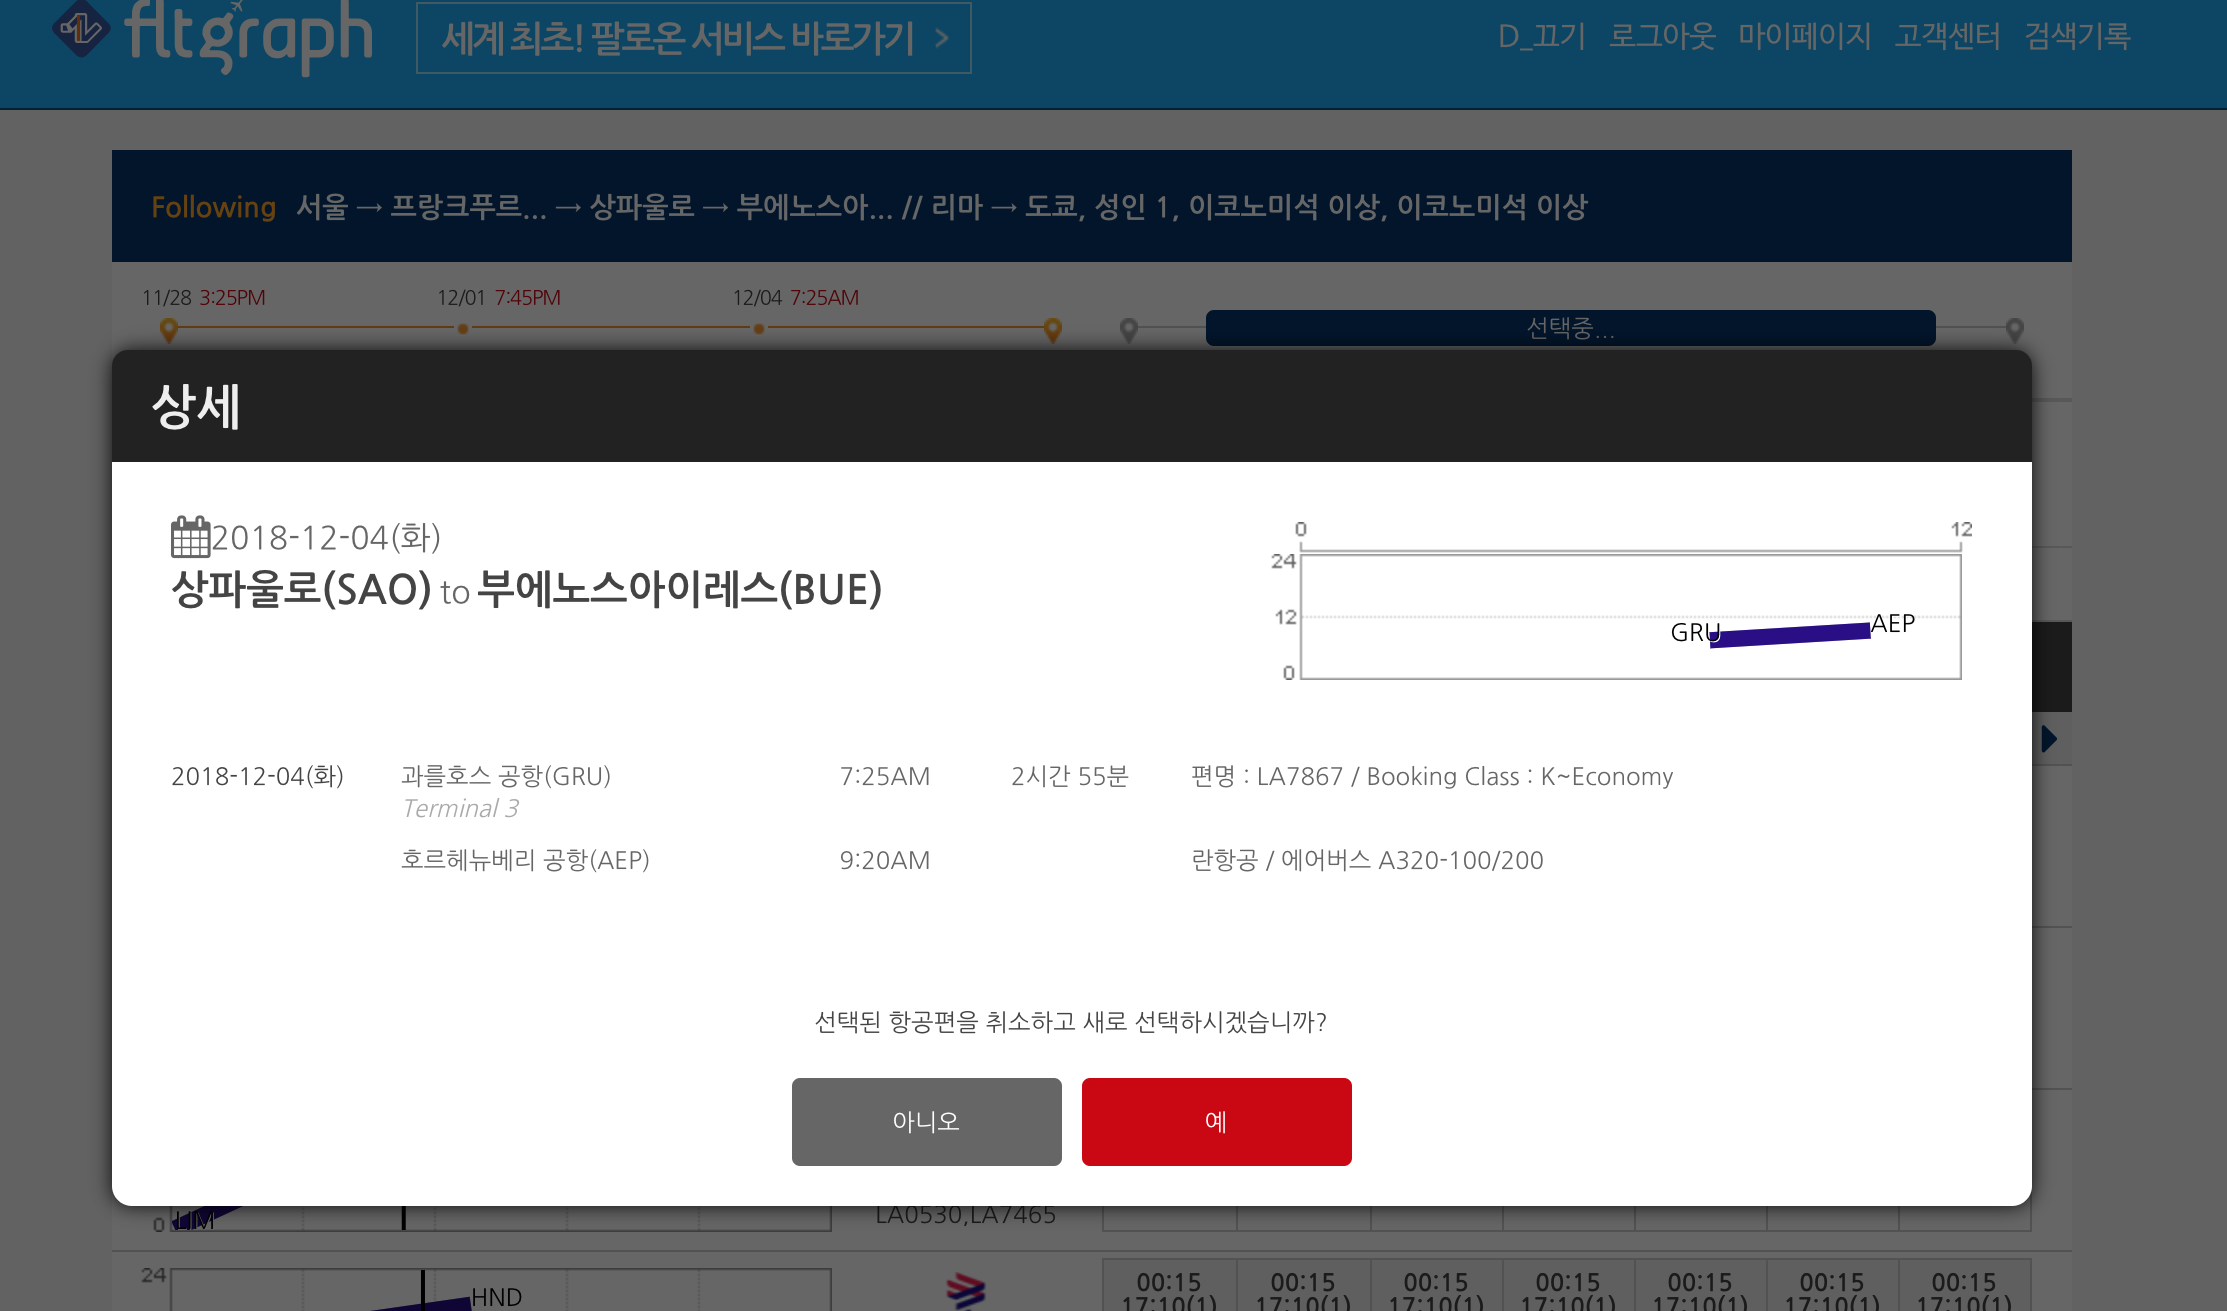 fltgraph
세계 최초! 팔로온 서비스 바로가기 >
D_끄기 로그아웃 마이페이지 고객센터 검색기록
Following 서울 → 프랑크푸르... → 상파울로 → 부에노스아... // 리마 → 도쿄, 성인 1, 이코노미석 이상, 이코노미석 이상
11/28 3:25PM 12/01 7:45PM 12/04 7:25AM
선택중...
상세
2018-12-04(화)
상파울로(SAO) to 부에노스아이레스(BUE)
0 12
24
12
0
GRU AEP
2018-12-04(화) 과를호스 공항(GRU) 7:25AM 2시간 55분 편명 : LA7867 / Booking Class : K~Economy
Terminal 3
호르헤뉴베리 공항(AEP) 9:20AM 란항공 / 에어버스 A320-100/200
선택된 항공편을 취소하고 새로 선택하시겠습니까?
아니오 예
0 LIM LA0530,LA7465
24 HND 00:15 00:15 00:15 00:15 00:15 00:15 00:15
17:10(1) 17:10(1) 17:10(1) 17:10(1) 17:10(1) 17:10(1) 17:10(1)